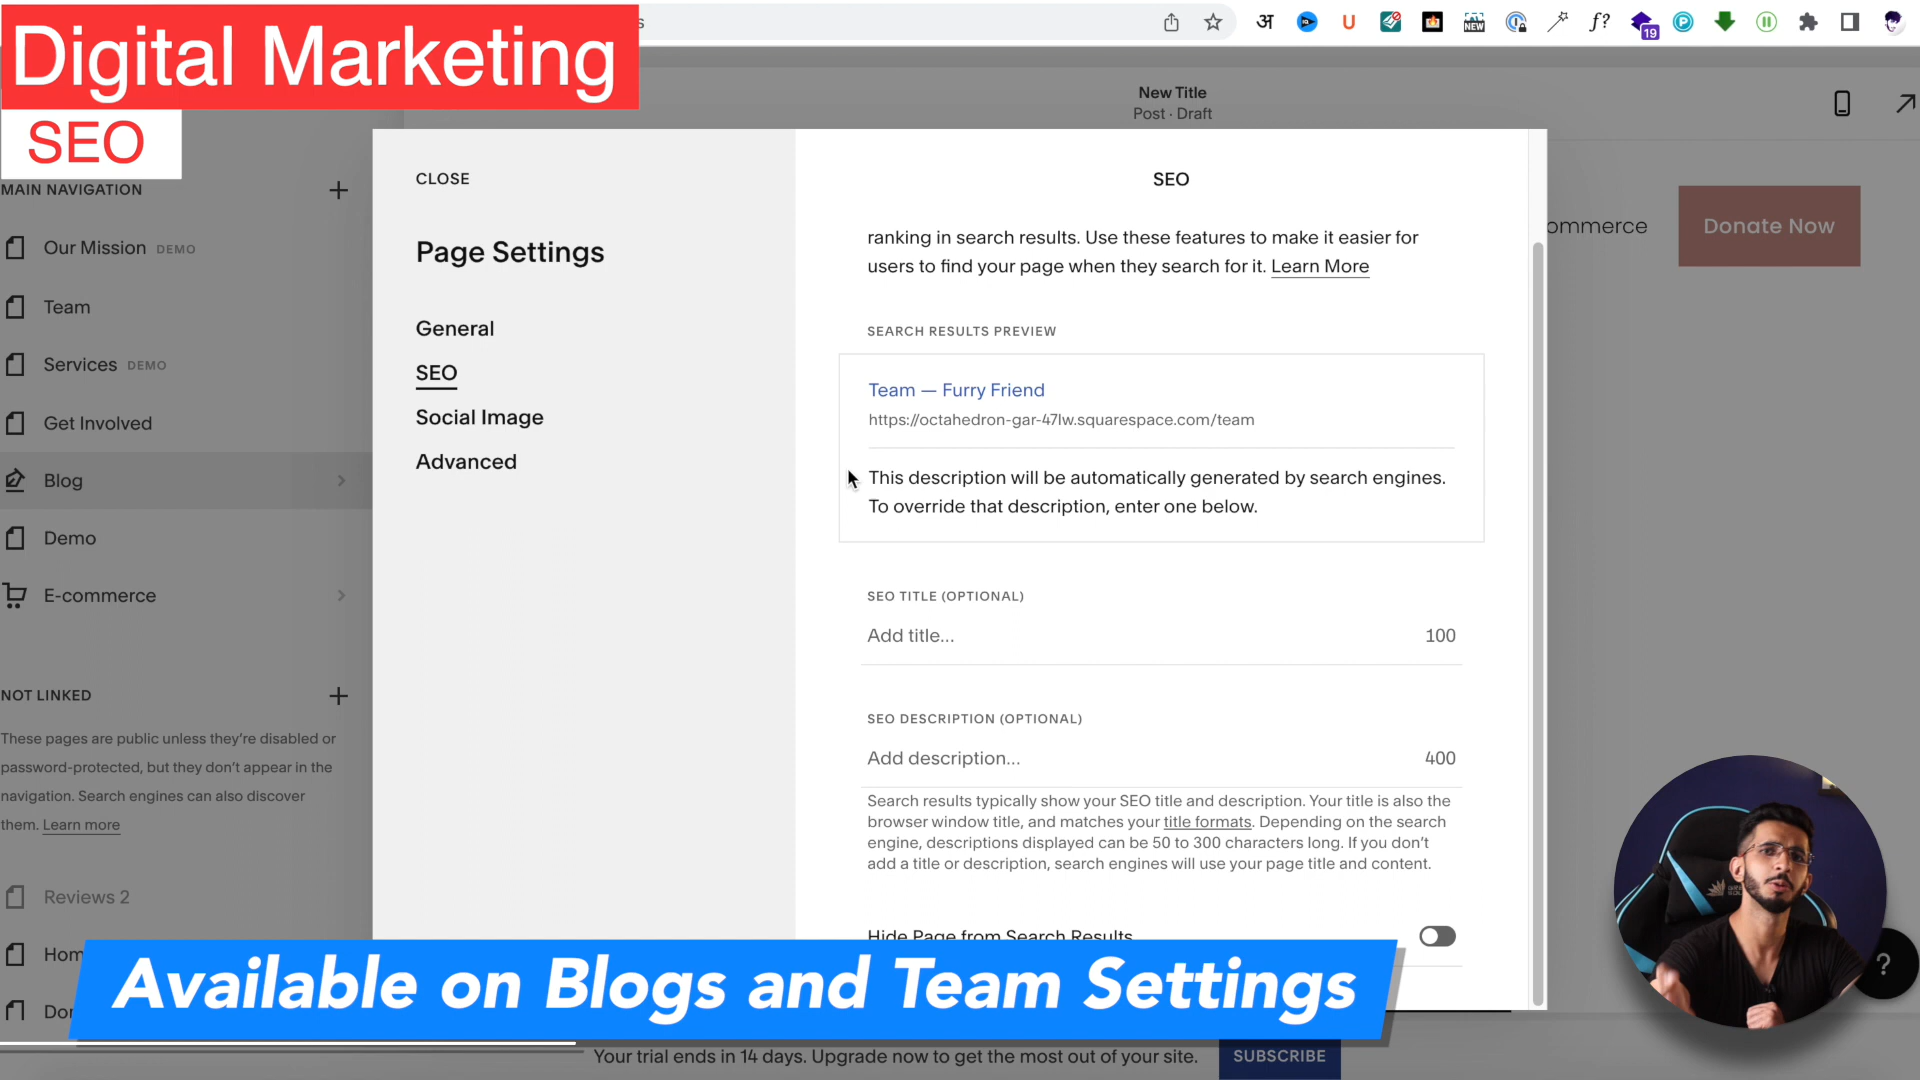 Digital Marketing
SEO
s
अ
U
NEW
f?
19
P
New Title
Post · Draft
MAIN NAVIGATION
Our Mission DEMO
Team
Services DEMO
Get Involved
Blog
Demo
E-commerce
NOT LINKED
These pages are public unless they're disabled or
password-protected, but they don't appear in the
navigation. Search engines can also discover
them. Learn more
Reviews 2
Hom
Don
CLOSE
Page Settings
General
SEO
Social Image
Advanced
SEO
ranking in search results. Use these features to make it easier for
users to find your page when they search for it. Learn More
SEARCH RESULTS PREVIEW
Team — Furry Friend
https://octahedron-gar-47lw.squarespace.com/team
This description will be automatically generated by search engines.
To override that description, enter one below.
SEO TITLE (OPTIONAL)
Add title... 100
SEO DESCRIPTION (OPTIONAL)
Add description... 400
Search results typically show your SEO title and description. Your title is also the
browser window title, and matches your title formats. Depending on the search
engine, descriptions displayed can be 50 to 300 characters long. If you don't
add a title or description, search engines will use your page title and content.
Hide Page from Search Results
ommerce
Donate Now
?
Available on Blogs and Team Settings
Your trial ends in 14 days. Upgrade now to get the most out of your site.
SUBSCRIBE